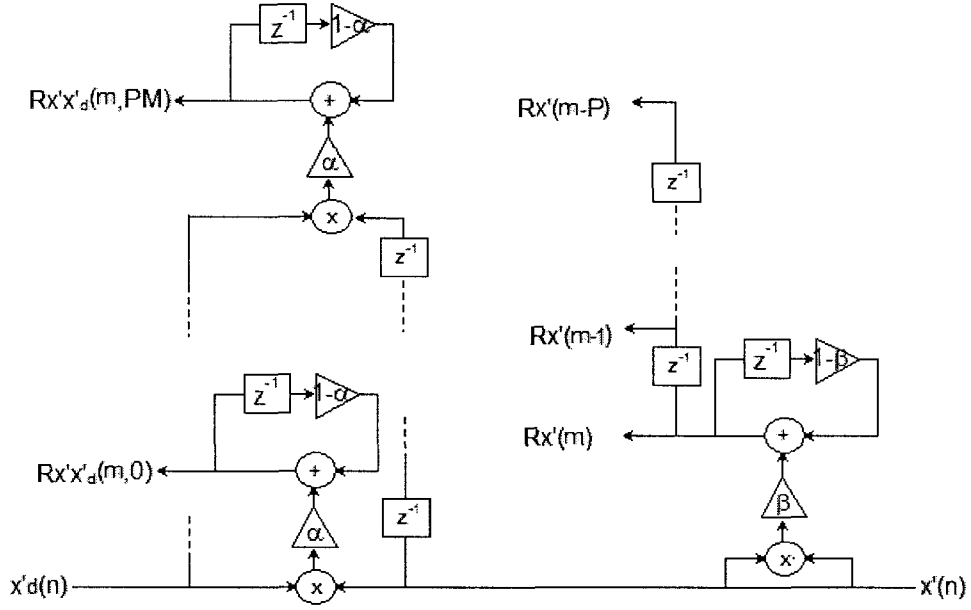 z⁻¹ 1-α
Rx'x'd(m,PM) +
Rx'(m-P)
α
z⁻¹
x
z⁻¹
Rx'(m-1)
z⁻¹ z⁻¹ 1-β
z⁻¹ 1-α
Rx'(m) +
Rx'x'd(m,0) +
β
z⁻¹
α
x
x'd(n) x x'(n)